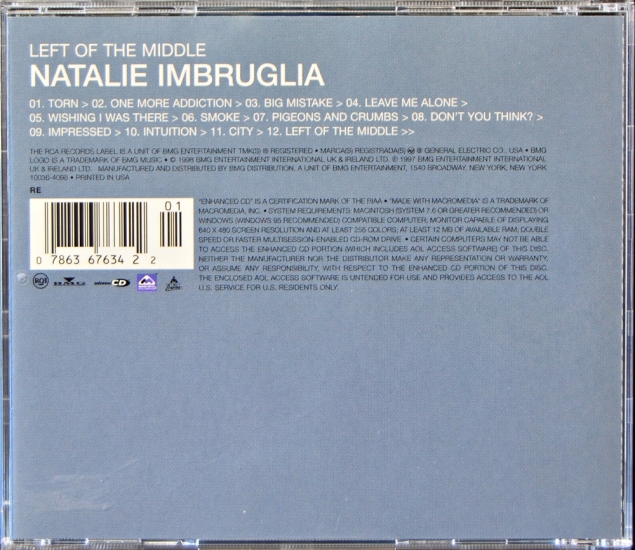 LEFT OF THE MIDDLE
NATALIE IMBRUGLIA
01. TORN > 02. ONE MORE ADDICTION > 03. BIG MISTAKE > 04. LEAVE ME ALONE >
05. WISHING I WAS THERE > 06. SMOKE > 07. PIGEONS AND CRUMBS > 08. DON'T YOU THINK? >
09. IMPRESSED > 10. INTUITION > 11. CITY > 12. LEFT OF THE MIDDLE >>
THE RCA RECORDS LABEL IS A UNIT OF BMG ENTERTAINMENT TMK(S) ® REGISTERED • MARCA(S) REGISTRADA(S) ® GENERAL ELECTRIC CO., USA • BMG
LOGO IS A TRADEMARK OF BMG MUSIC • © 1998 BMG ENTERTAINMENT INTERNATIONAL UK & IRELAND LTD. ℗ 1997 BMG ENTERTAINMENT INTERNATIONAL
UK & IRELAND LTD. MANUFACTURED AND DISTRIBUTED BY BMG DISTRIBUTION, A UNIT OF BMG ENTERTAINMENT, 1540 BROADWAY, NEW YORK, NEW YORK
10036-4098 • PRINTED IN USA
RE
01
0 7863 67634 2 2
BMG
CD
"ENHANCED CD" IS A CERTIFICATION MARK OF THE RIAA • "MADE WITH MACROMEDIA" IS A TRADEMARK OF
MACROMEDIA, INC. • SYSTEM REQUIREMENTS: MACINTOSH (SYSTEM 7.6 OR GREATER RECOMMENDED) OR
WINDOWS (WINDOWS 95 RECOMMENDED) COMPATIBLE COMPUTER; MONITOR CAPABLE OF DISPLAYING
640 X 480 SCREEN RESOLUTION AND AT LEAST 256 COLORS; AT LEAST 12 MB OF AVAILABLE RAM; DOUBLE
SPEED OR FASTER MULTISESSION-ENABLED CD-ROM DRIVE • CERTAIN COMPUTERS MAY NOT BE ABLE
TO ACCESS THE ENHANCED CD PORTION (WHICH INCLUDES AOL ACCESS SOFTWARE) OF THIS DISC.
NEITHER THE MANUFACTURER NOR THE DISTRIBUTOR MAKE ANY REPRESENTATION OR WARRANTY,
OR ASSUME ANY RESPONSIBILITY, WITH RESPECT TO THE ENHANCED CD PORTION OF THIS DISC.
THE ENCLOSED AOL ACCESS SOFTWARE IS UNTENDED FOR USE AND PROVIDES ACCESS TO THE AOL
U.S. SERVICE FOR U.S. RESIDENTS ONLY.